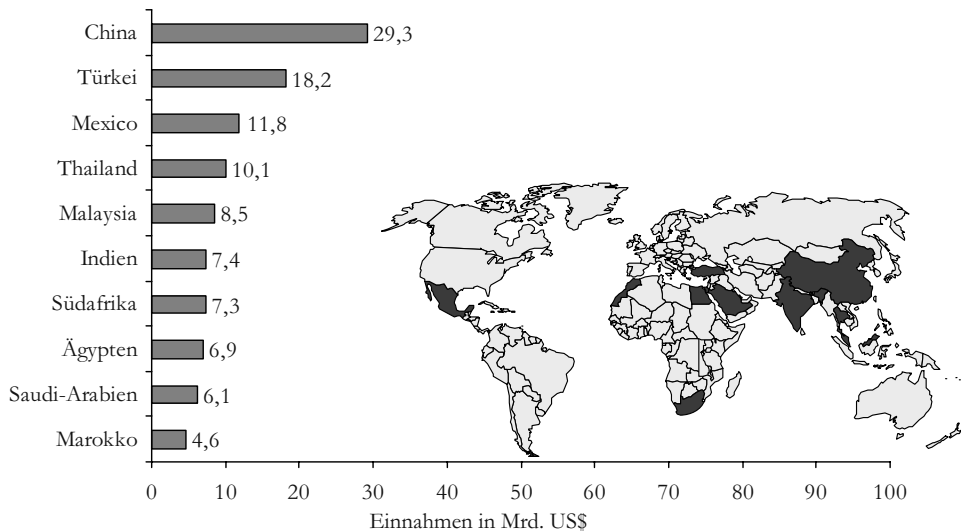 China 29,3
Türkei 18,2
Mexico 11,8
Thailand 10,1
Malaysia 8,5
Indien 7,4
Südafrika 7,3
Ägypten 6,9
Saudi-Arabien 6,1
Marokko 4,6
0 10 20 30 40 50 60 70 80 90 100
Einnahmen in Mrd. US$